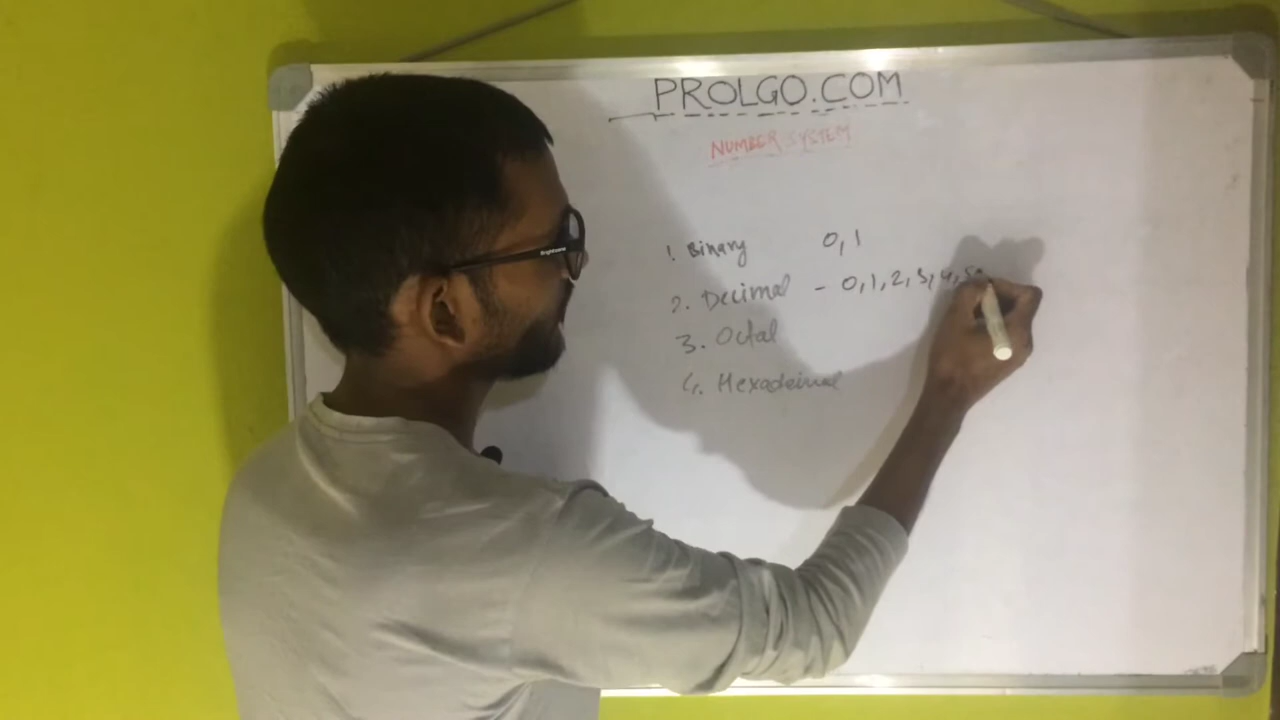 PROLGO.COM
NUMBER SYSTEM
1. Binary 0,1
2. Decimal - 0,1,2,3,4,5
3. Octal
4. Hexadeimal